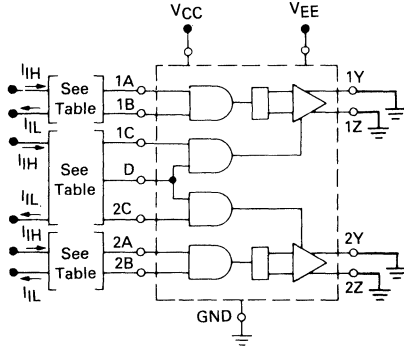 VCC VEE
IIH See Table 1A 1Y
IIL 1B 1Z
IIH See Table 1C
D
IIL. 2C
IIH See Table 2A 2Y
IIL 2B 2Z
GND